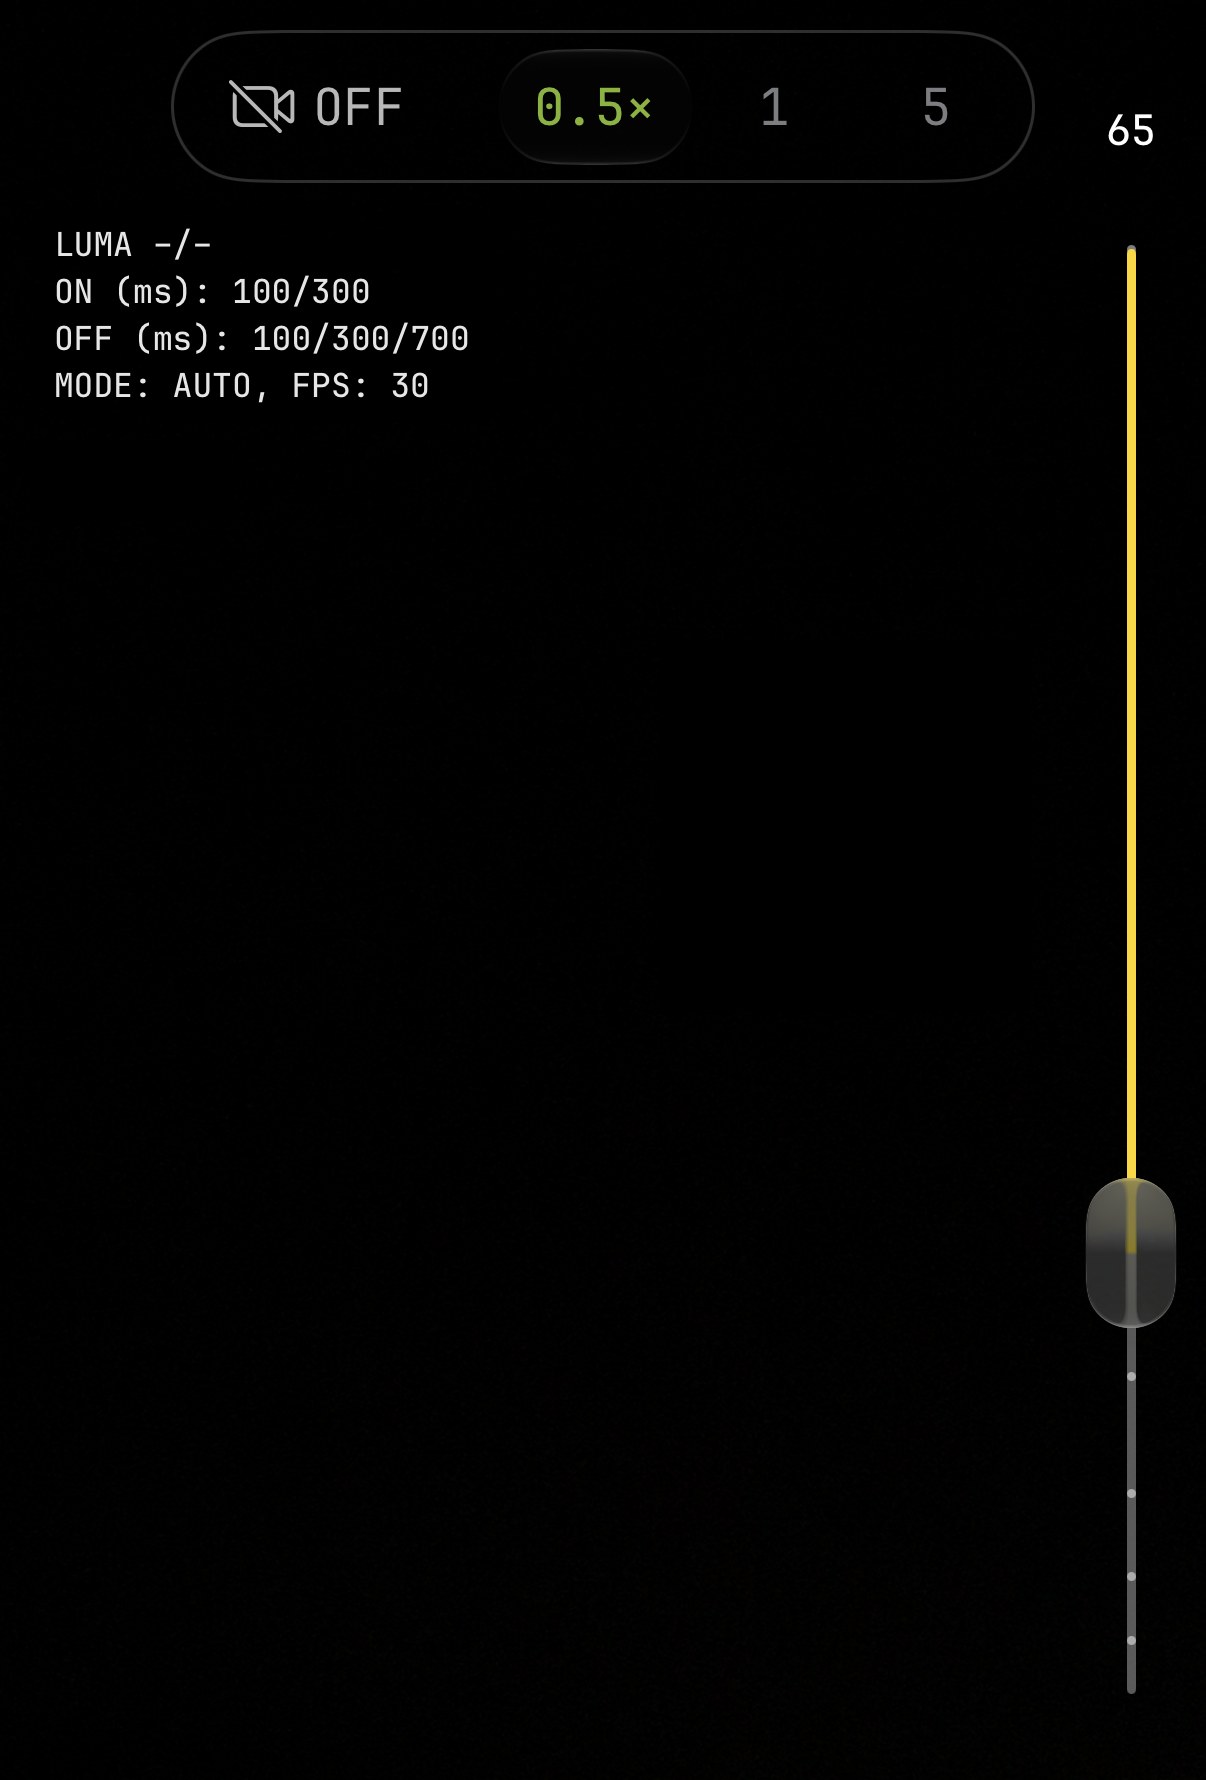 OFF 0.5× 1 5
65
LUMA -/-
ON (ms): 100/300
OFF (ms): 100/300/700
MODE: AUTO, FPS: 30